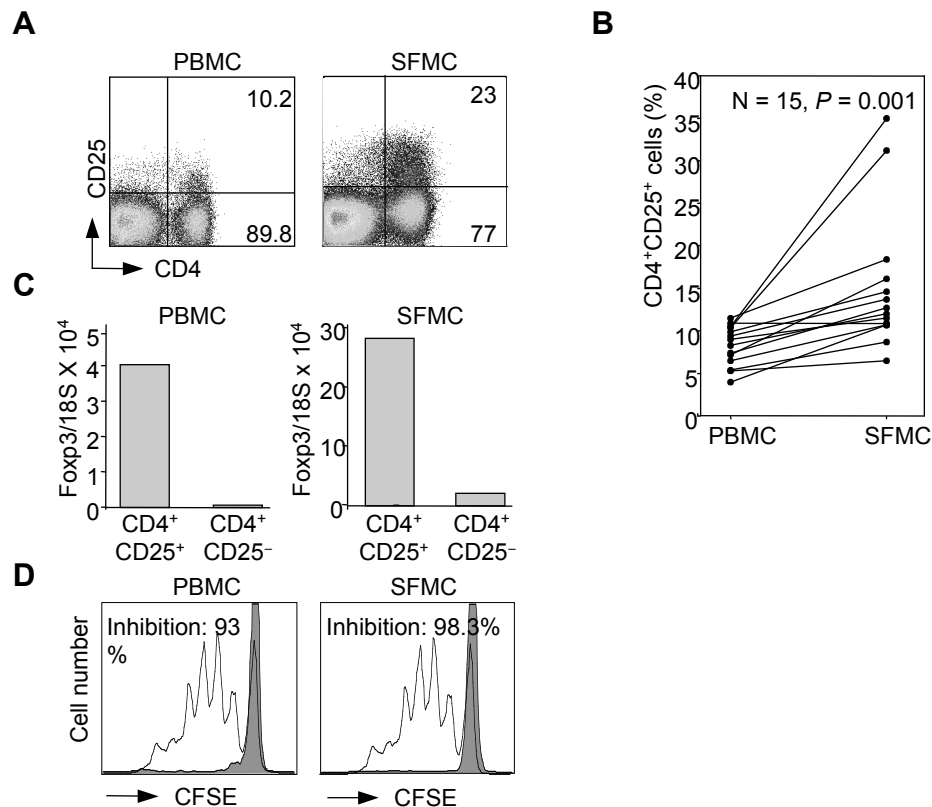 A
PBMC
SFMC
10.2
23
CD25
89.8
77
CD4
B
N = 15, P = 0.001
CD4⁺CD25⁺ cells (%)
40
35
30
25
20
15
10
5
0
PBMC
SFMC
C
PBMC
SFMC
Foxp3/18S X 10⁴
5
4
3
2
1
0
CD4⁺
CD25⁺
CD4⁺
CD25⁻
Foxp3/18S x 10⁴
30
20
10
0
CD4⁺
CD25⁺
CD4⁺
CD25⁻
D
PBMC
SFMC
Cell number
Inhibition: 93
%
Inhibition: 98.3%
CFSE
CFSE